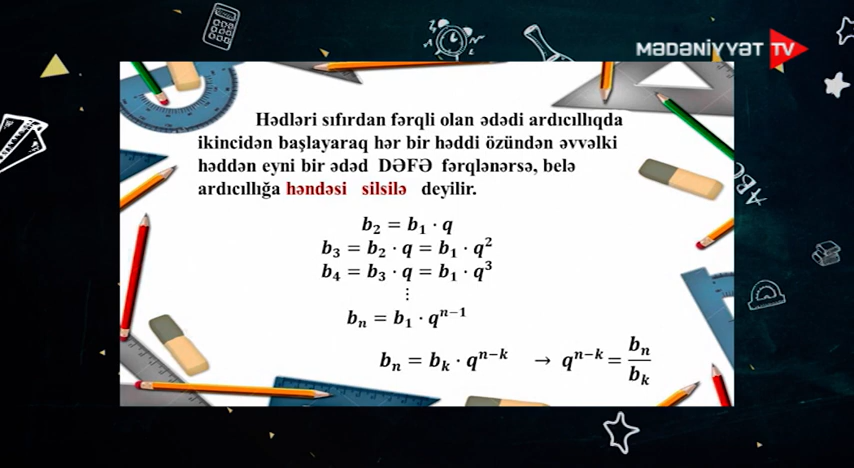 MƏDƏNİYYƏT TV
Hədləri sıfırdan fərqli olan ədədi ardıcıllıqda
ikincidən başlayaraq hər bir həddi özündən əvvəlki
həddən eyni bir ədəd DƏFƏ fərqlənərsə, belə
ardıcıllığa həndəsi silsilə deyilir.
b₂ = b₁ · q
b₃ = b₂ · q = b₁ · q²
b₄ = b₃ · q = b₁ · q³
⋮
bₙ = b₁ · qⁿ⁻¹
bₙ = bₖ · qⁿ⁻ᵏ → qⁿ⁻ᵏ = bₙ/bₖ
ABC